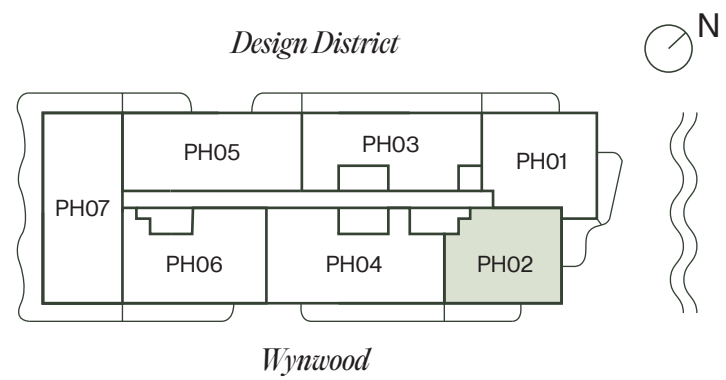 N
Design District
PH05
PH03
PH01
PH07
PH06
PH04
PH02
Wynwood